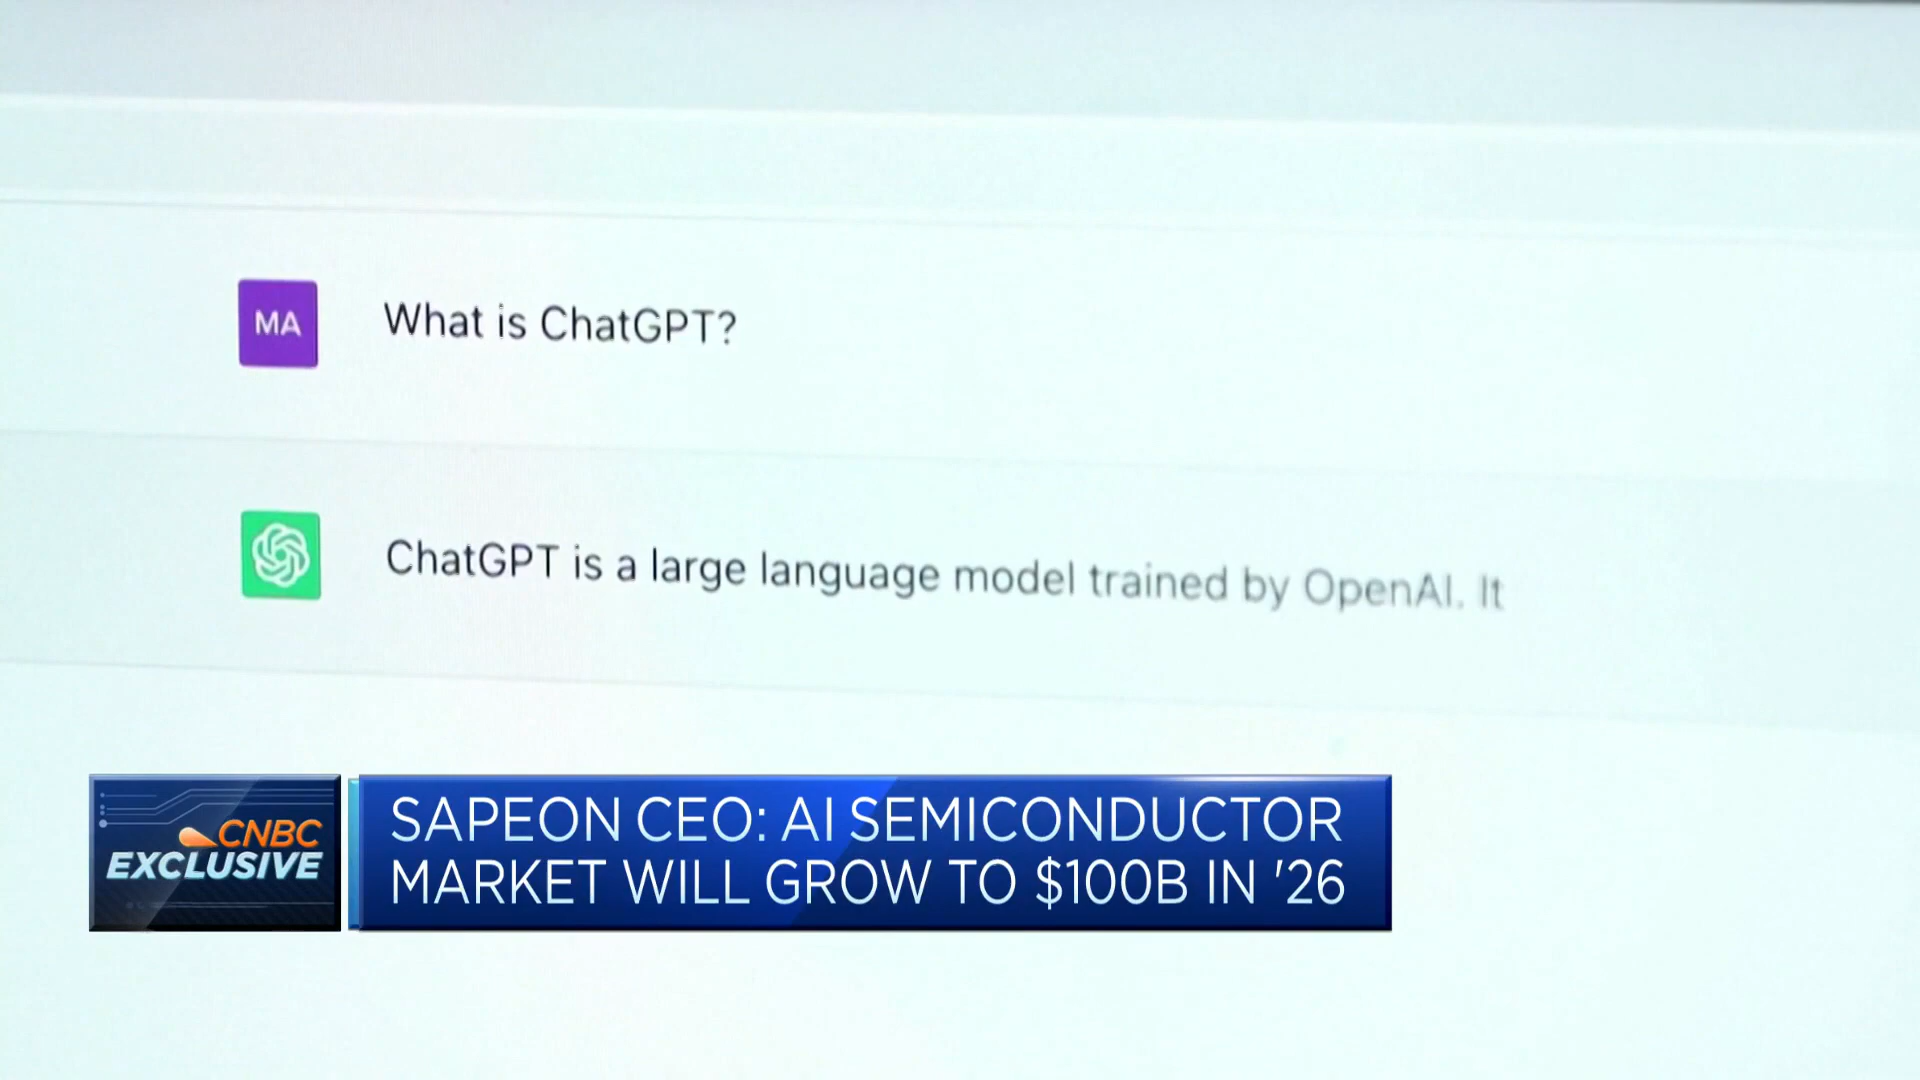 MA
What is ChatGPT?
ChatGPT is a large language model trained by OpenAI. It
CNBC
EXCLUSIVE
SAPEON CEO: AI SEMICONDUCTOR
MARKET WILL GROW TO $100B IN '26